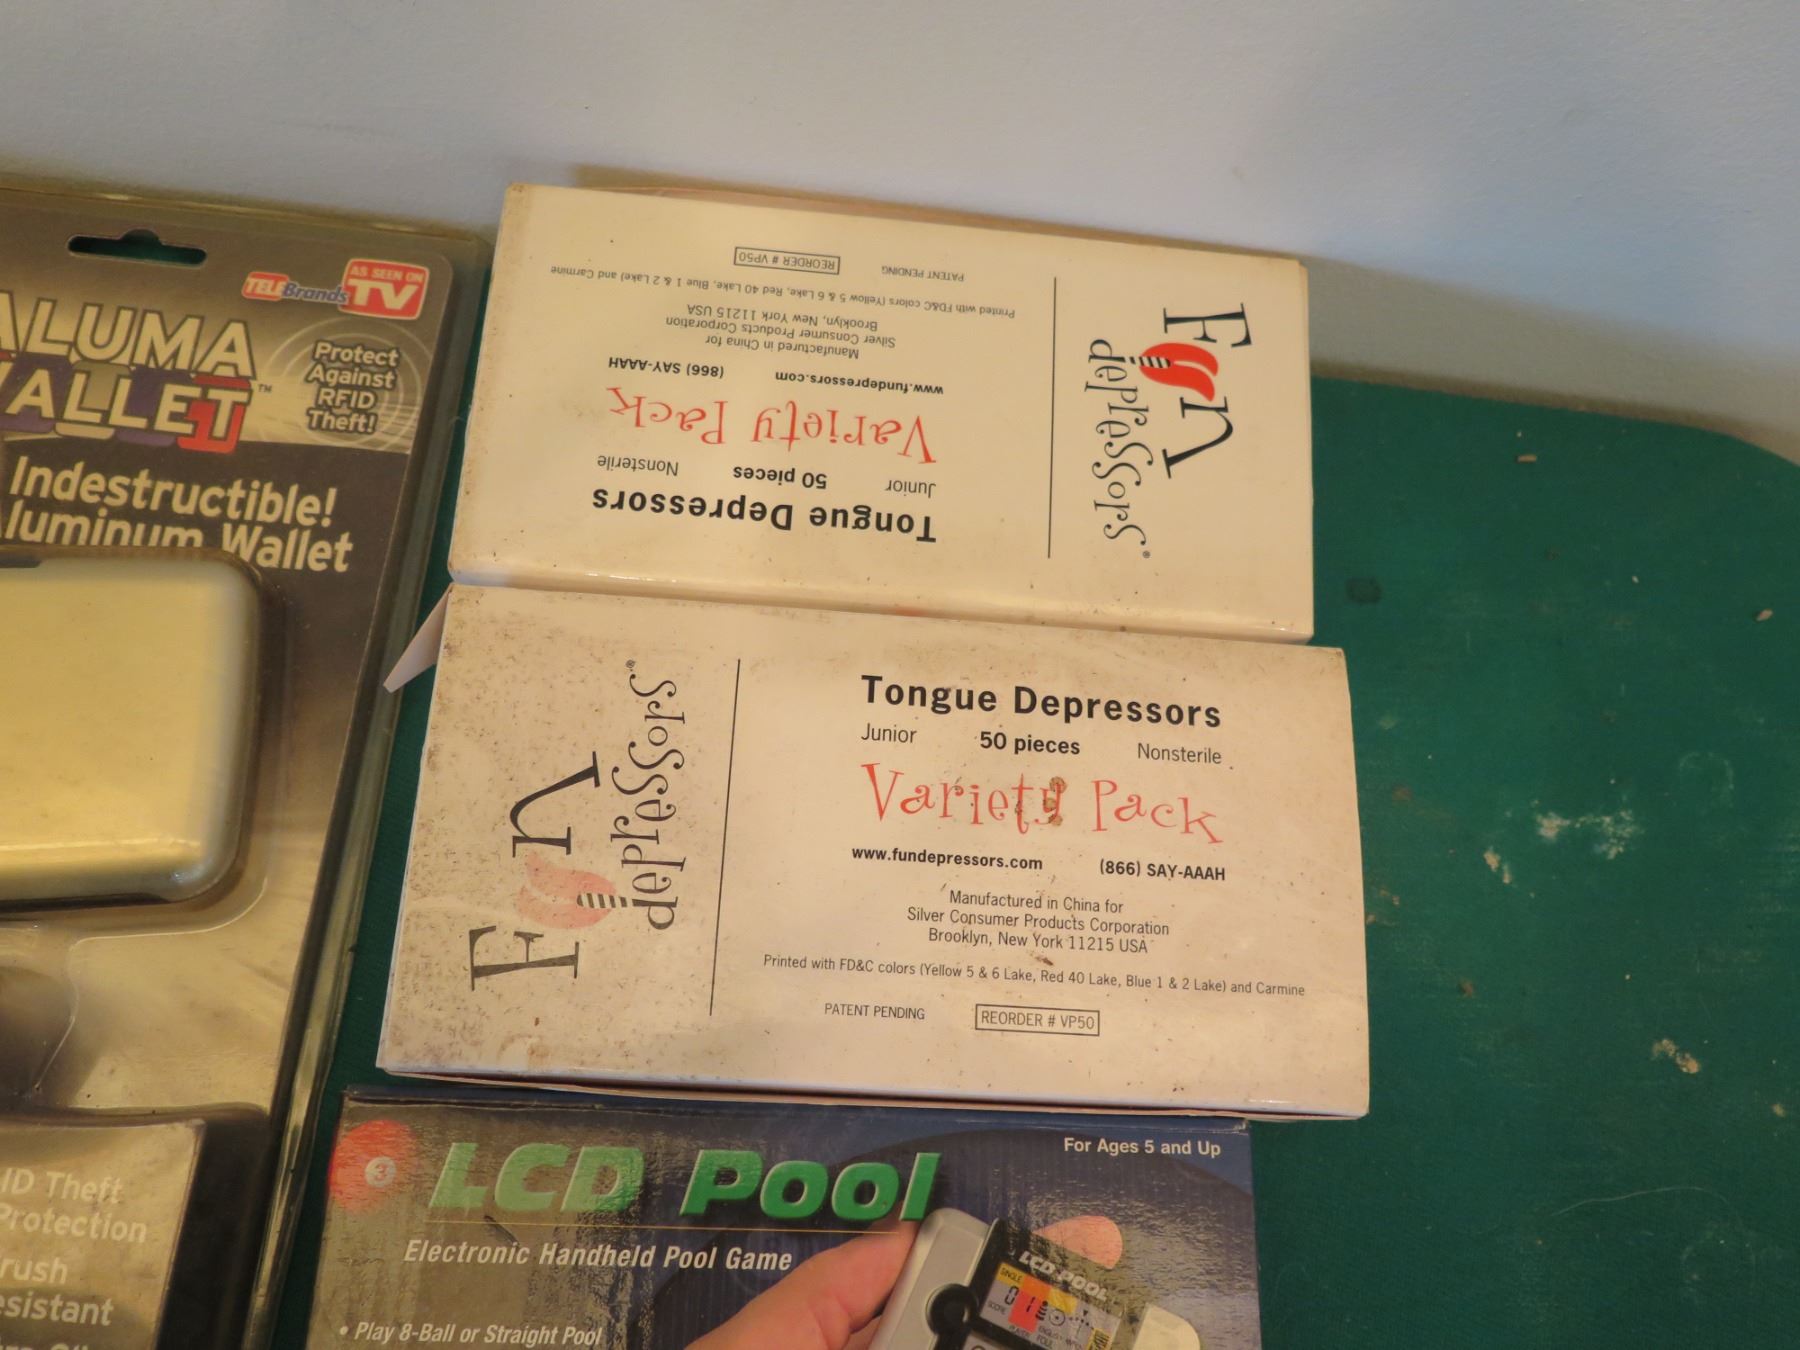 AS SEEN ON
TELEBrands TV
ALUMA
WALLET™
Protect
Against
RFID
Theft!
Indestructible!
Aluminum Wallet
ID Theft
Protection
Tongue Depressors
Junior 50 pieces Nonsterile
Variety Pack
www.fundepressors.com (866) SAY-AAAH
Manufactured in China for
Silver Consumer Products Corporation
Brooklyn, New York 11215 USA
Printed with FD&C colors (Yellow 5 & 6 Lake, Red 40 Lake, Blue 1 & 2 Lake) and Carmine
PATENT PENDING REORDER # VP50
Fun
depressors®
Fun
depressors®
Tongue Depressors
Junior 50 pieces Nonsterile
Variety Pack
www.fundepressors.com (866) SAY-AAAH
Manufactured in China for
Silver Consumer Products Corporation
Brooklyn, New York 11215 USA
Printed with FD&C colors (Yellow 5 & 6 Lake, Red 40 Lake, Blue 1 & 2 Lake) and Carmine
PATENT PENDING REORDER # VP50
For Ages 5 and Up
3
LCD Pool
Electronic Handheld Pool Game
• Play 8-Ball or Straight Pool
LCD POOL
SINGLE
SCORE